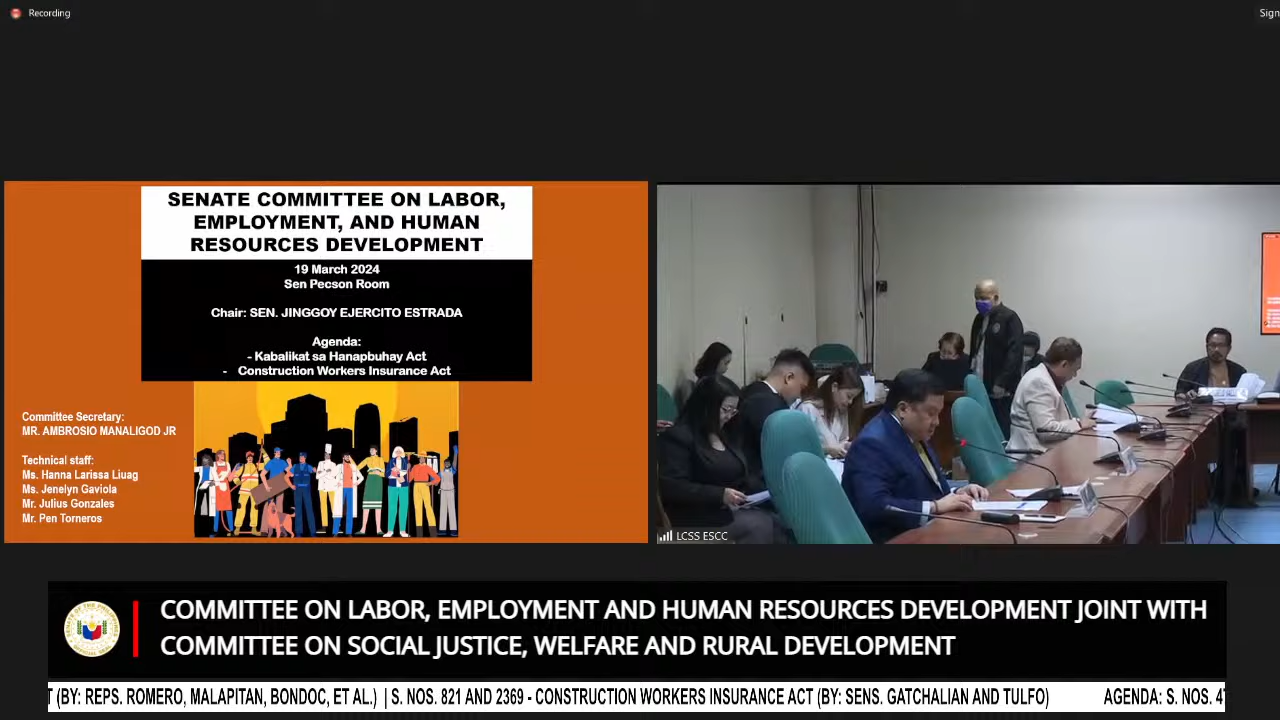 Recording
Sign
SENATE COMMITTEE ON LABOR,
EMPLOYMENT, AND HUMAN
RESOURCES DEVELOPMENT
19 March 2024
Sen Pecson Room
Chair: SEN. JINGGOY EJERCITO ESTRADA
Agenda:
- Kabalikat sa Hanapbuhay Act
- Construction Workers Insurance Act
Committee Secretary:
MR. AMBROSIO MANALIGOD JR
Technical staff:
Ms. Hanna Larissa Liuag
Ms. Jenelyn Gaviola
Mr. Julius Gonzales
Mr. Pen Torneros
LCSS ESCC
COMMITTEE ON LABOR, EMPLOYMENT AND HUMAN RESOURCES DEVELOPMENT JOINT WITH
COMMITTEE ON SOCIAL JUSTICE, WELFARE AND RURAL DEVELOPMENT
T (BY: REPS. ROMERO, MALAPITAN, BONDOC, ET AL.) | S. NOS. 821 AND 2369 - CONSTRUCTION WORKERS INSURANCE ACT (BY: SENS. GATCHALIAN AND TULFO) AGENDA: S. NOS. 4